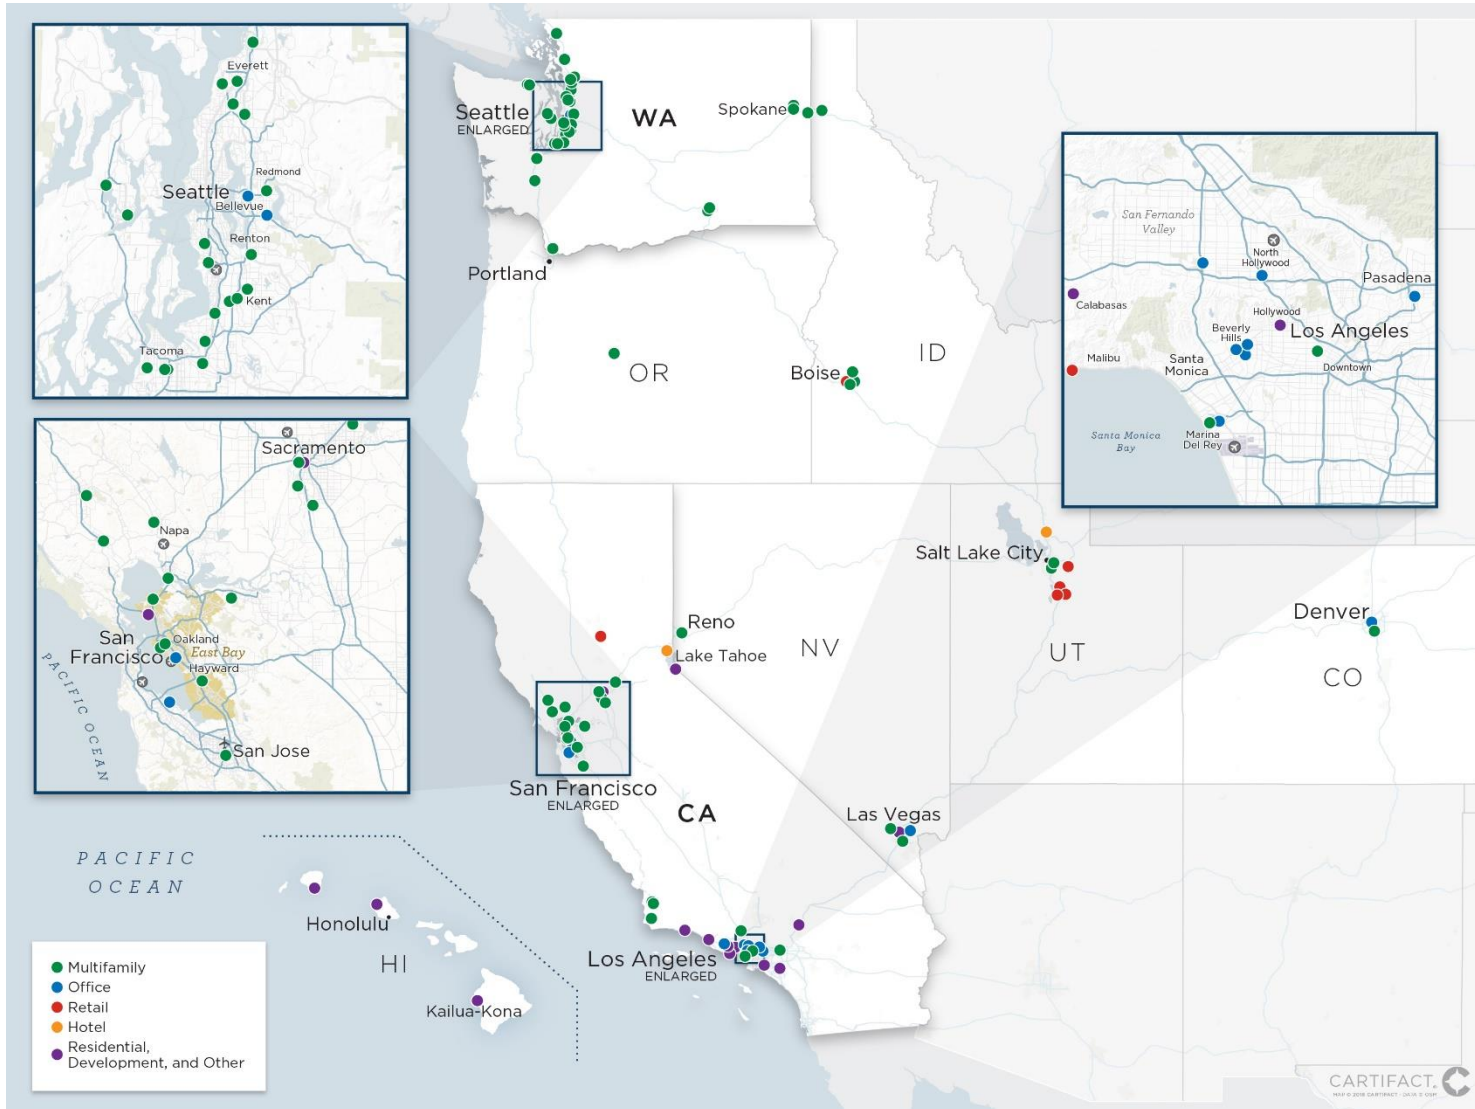 Everett
Redmond
Seattle
Bellevue
Renton
Kent
Tacoma
Seattle
ENLARGED
WA
Spokane
Portland
OR
Boise
ID
San Fernando
Valley
North
Hollywood
Pasadena
Calabasas
Hollywood
Beverly
Hills
Los Angeles
Malibu
Santa
Monica
Downtown
Santa Monica
Bay
Marina
Del Rey
Sacramento
Napa
San
Francisco
Oakland
East Bay
Hayward
PACIFIC OCEAN
San Jose
Salt Lake City
Reno
Lake Tahoe
NV
UT
Denver
CO
San Francisco
ENLARGED
CA
Las Vegas
Los Angeles
ENLARGED
PACIFIC
OCEAN
Honolulu
HI
Kailua-Kona
Multifamily
Office
Retail
Hotel
Residential,
Development, and Other
CARTIFACT.